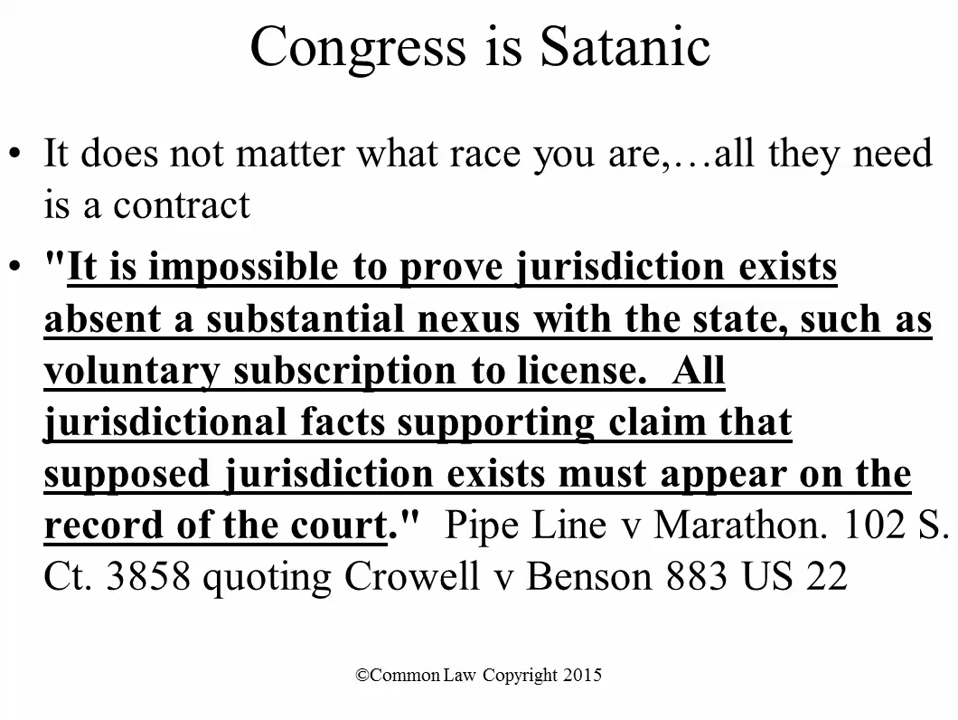 Congress is Satanic
• It does not matter what race you are,…all they need
is a contract
• "It is impossible to prove jurisdiction exists
absent a substantial nexus with the state, such as
voluntary subscription to license.  All
jurisdictional facts supporting claim that
supposed jurisdiction exists must appear on the
record of the court."  Pipe Line v Marathon. 102 S.
Ct. 3858 quoting Crowell v Benson 883 US 22
©Common Law Copyright 2015